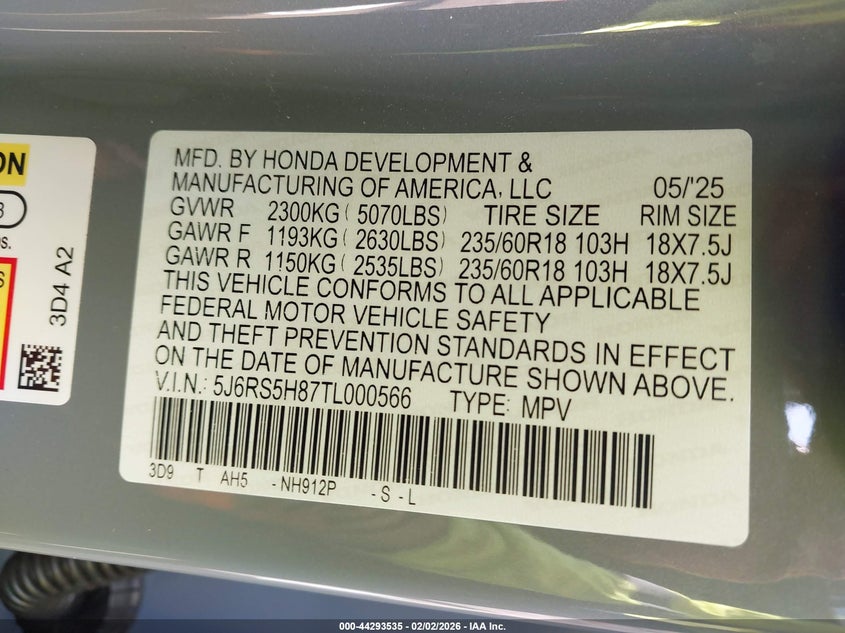 ON
3
S.
S
3D4 A2
MFD. BY HONDA DEVELOPMENT &
MANUFACTURING OF AMERICA, LLC 05/'25
GVWR 2300KG ( 5070LBS) TIRE SIZE RIM SIZE
GAWR F 1193KG ( 2630LBS) 235/60R18 103H 18X7.5J
GAWR R 1150KG ( 2535LBS) 235/60R18 103H 18X7.5J
THIS VEHICLE CONFORMS TO ALL APPLICABLE
FEDERAL MOTOR VEHICLE SAFETY
AND THEFT PREVENTION STANDARDS IN EFFECT
ON THE DATE OF MANUFACTURE SHOWN ABOVE.
V.I.N.: 5J6RS5H87TL000566 TYPE: MPV
3D9 T AH5 -NH912P -S -L
000-44293535 - 02/02/2026 - IAA Inc.